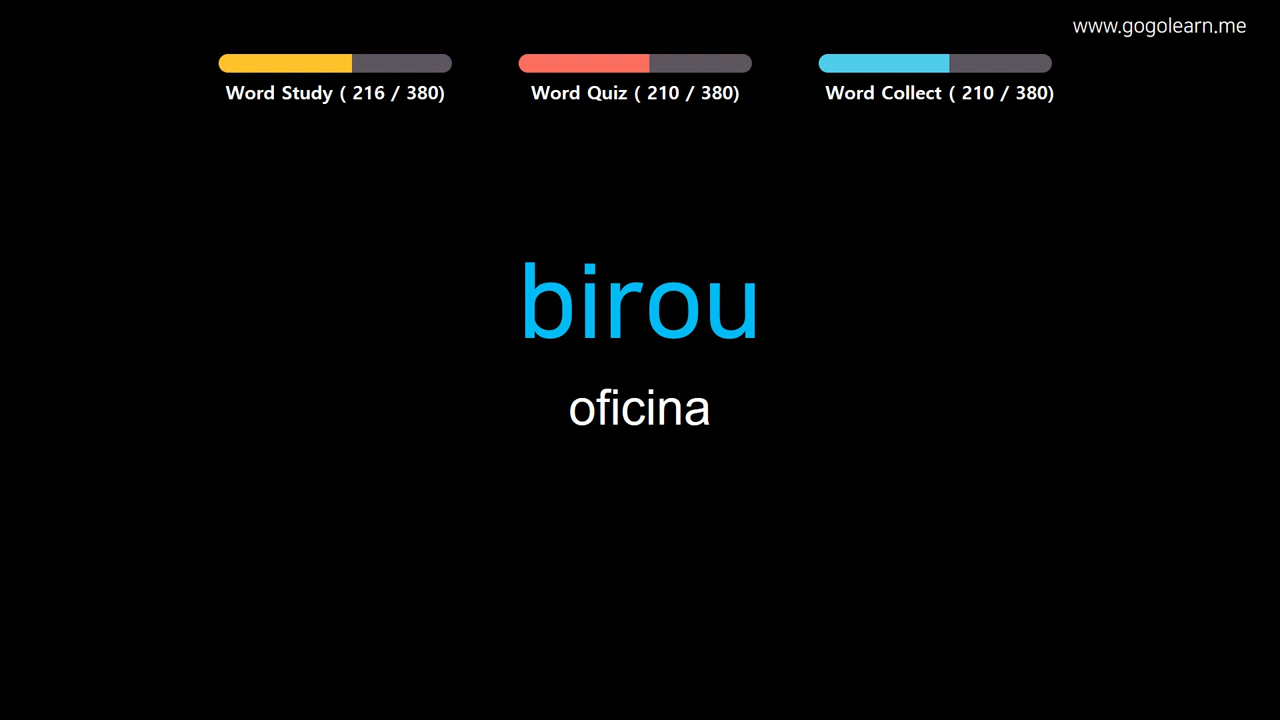 www.gogolearn.me
Word Study ( 216 / 380)
Word Quiz ( 210 / 380)
Word Collect ( 210 / 380)
birou
oficina